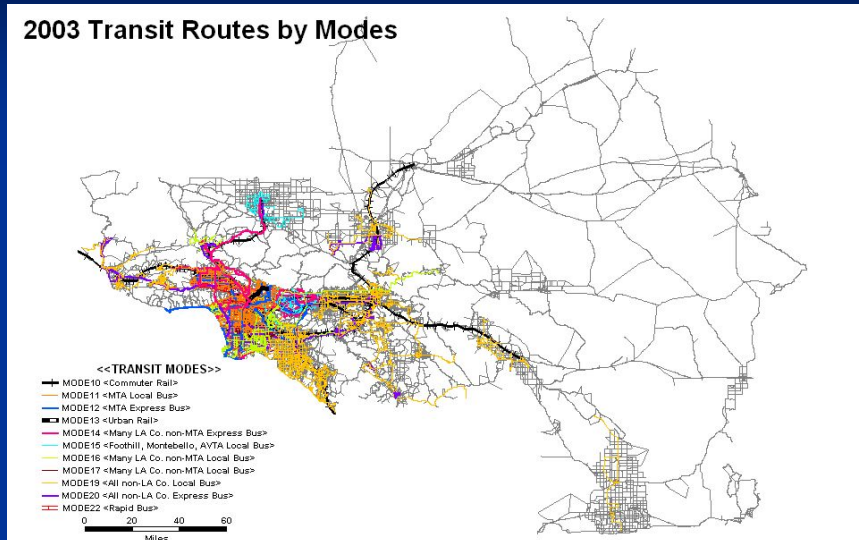 2003 Transit Routes by Modes
<<TRANSIT MODES>>
MODE10 <Commuter Rail>
MODE11 <MTA Local Bus>
MODE12 <MTA Express Bus>
MODE13 <Urban Rail>
MODE14 <Many LA Co. non-MTA Express Bus>
MODE15 <Foothill, Montebello, AVTA Local Bus>
MODE16 <Many LA Co. non-MTA Local Bus>
MODE17 <Many LA Co. non-MTA Local Bus>
MODE19 <All non-LA Co. Local Bus>
MODE20 <All non-LA Co. Express Bus>
MODE22 <Rapid Bus>
0 20 40 60
Miles